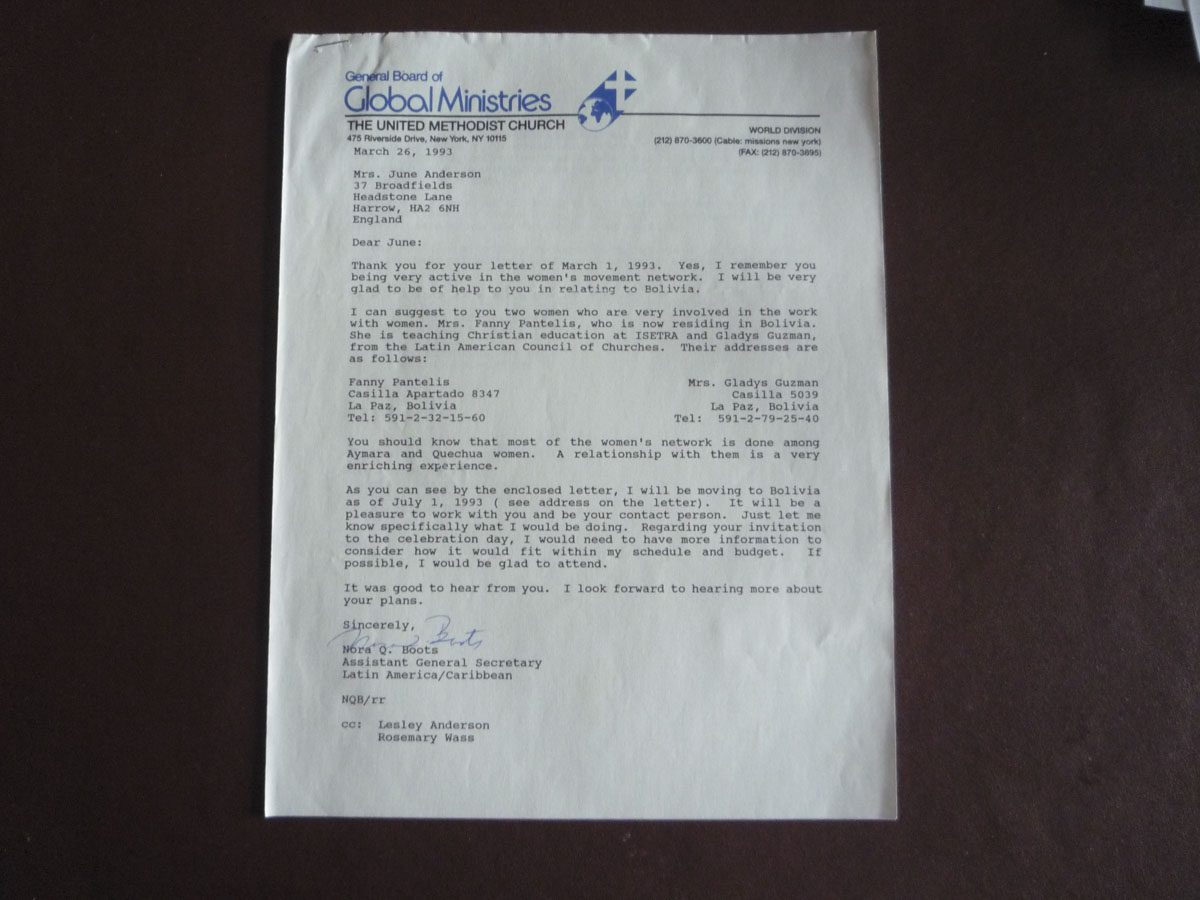 General Board of
Global Ministries
THE UNITED METHODIST CHURCH
475 Riverside Drive, New York, NY 10115
WORLD DIVISION
(212) 870-3600 (Cable: missions new york)
(FAX: (212) 870-3695)
March 26, 1993
Mrs. June Anderson
37 Broadfields
Headstone Lane
Harrow, HA2 6NH
England
Dear June:
Thank you for your letter of March 1, 1993. Yes, I remember you
being very active in the women's movement network. I will be very
glad to be of help to you in relating to Bolivia.
I can suggest to you two women who are very involved in the work
with women. Mrs. Fanny Pantelis, who is now residing in Bolivia.
She is teaching Christian education at ISETRA and Gladys Guzman,
from the Latin American Council of Churches. Their addresses are
as follows:
Fanny Pantelis
Casilla Apartado 8347
La Paz, Bolivia
Tel: 591-2-32-15-60
Mrs. Gladys Guzman
Casilla 5039
La Paz, Bolivia
Tel: 591-2-79-25-40
You should know that most of the women's network is done among
Aymara and Quechua women. A relationship with them is a very
enriching experience.
As you can see by the enclosed letter, I will be moving to Bolivia
as of July 1, 1993 ( see address on the letter). It will be a
pleasure to work with you and be your contact person. Just let me
know specifically what I would be doing. Regarding your invitation
to the celebration day, I would need to have more information to
consider how it would fit within my schedule and budget. If
possible, I would be glad to attend.
It was good to hear from you. I look forward to hearing more about
your plans.
Sincerely,
Nora Boots
Nora Q. Boots
Assistant General Secretary
Latin America/Caribbean
NQB/rr
cc: Lesley Anderson
Rosemary Wass